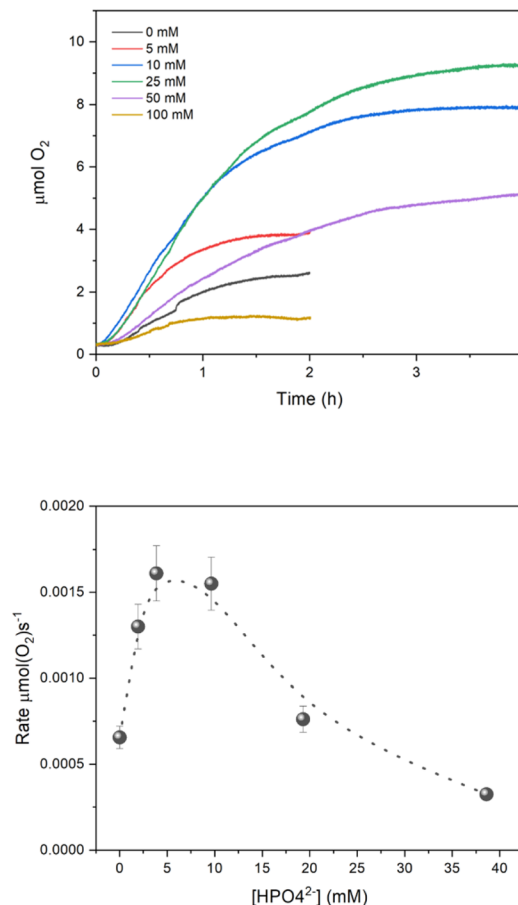 10
8
6
4
2
0
μmol O₂
0 mM
5 mM
10 mM
25 mM
50 mM
100 mM
0 1 2 3
Time (h)
0.0020
0.0015
0.0010
0.0005
0.0000
Rate μmol(O₂)s⁻¹
0 5 10 15 20 25 30 35 40
[HPO4²⁻] (mM)